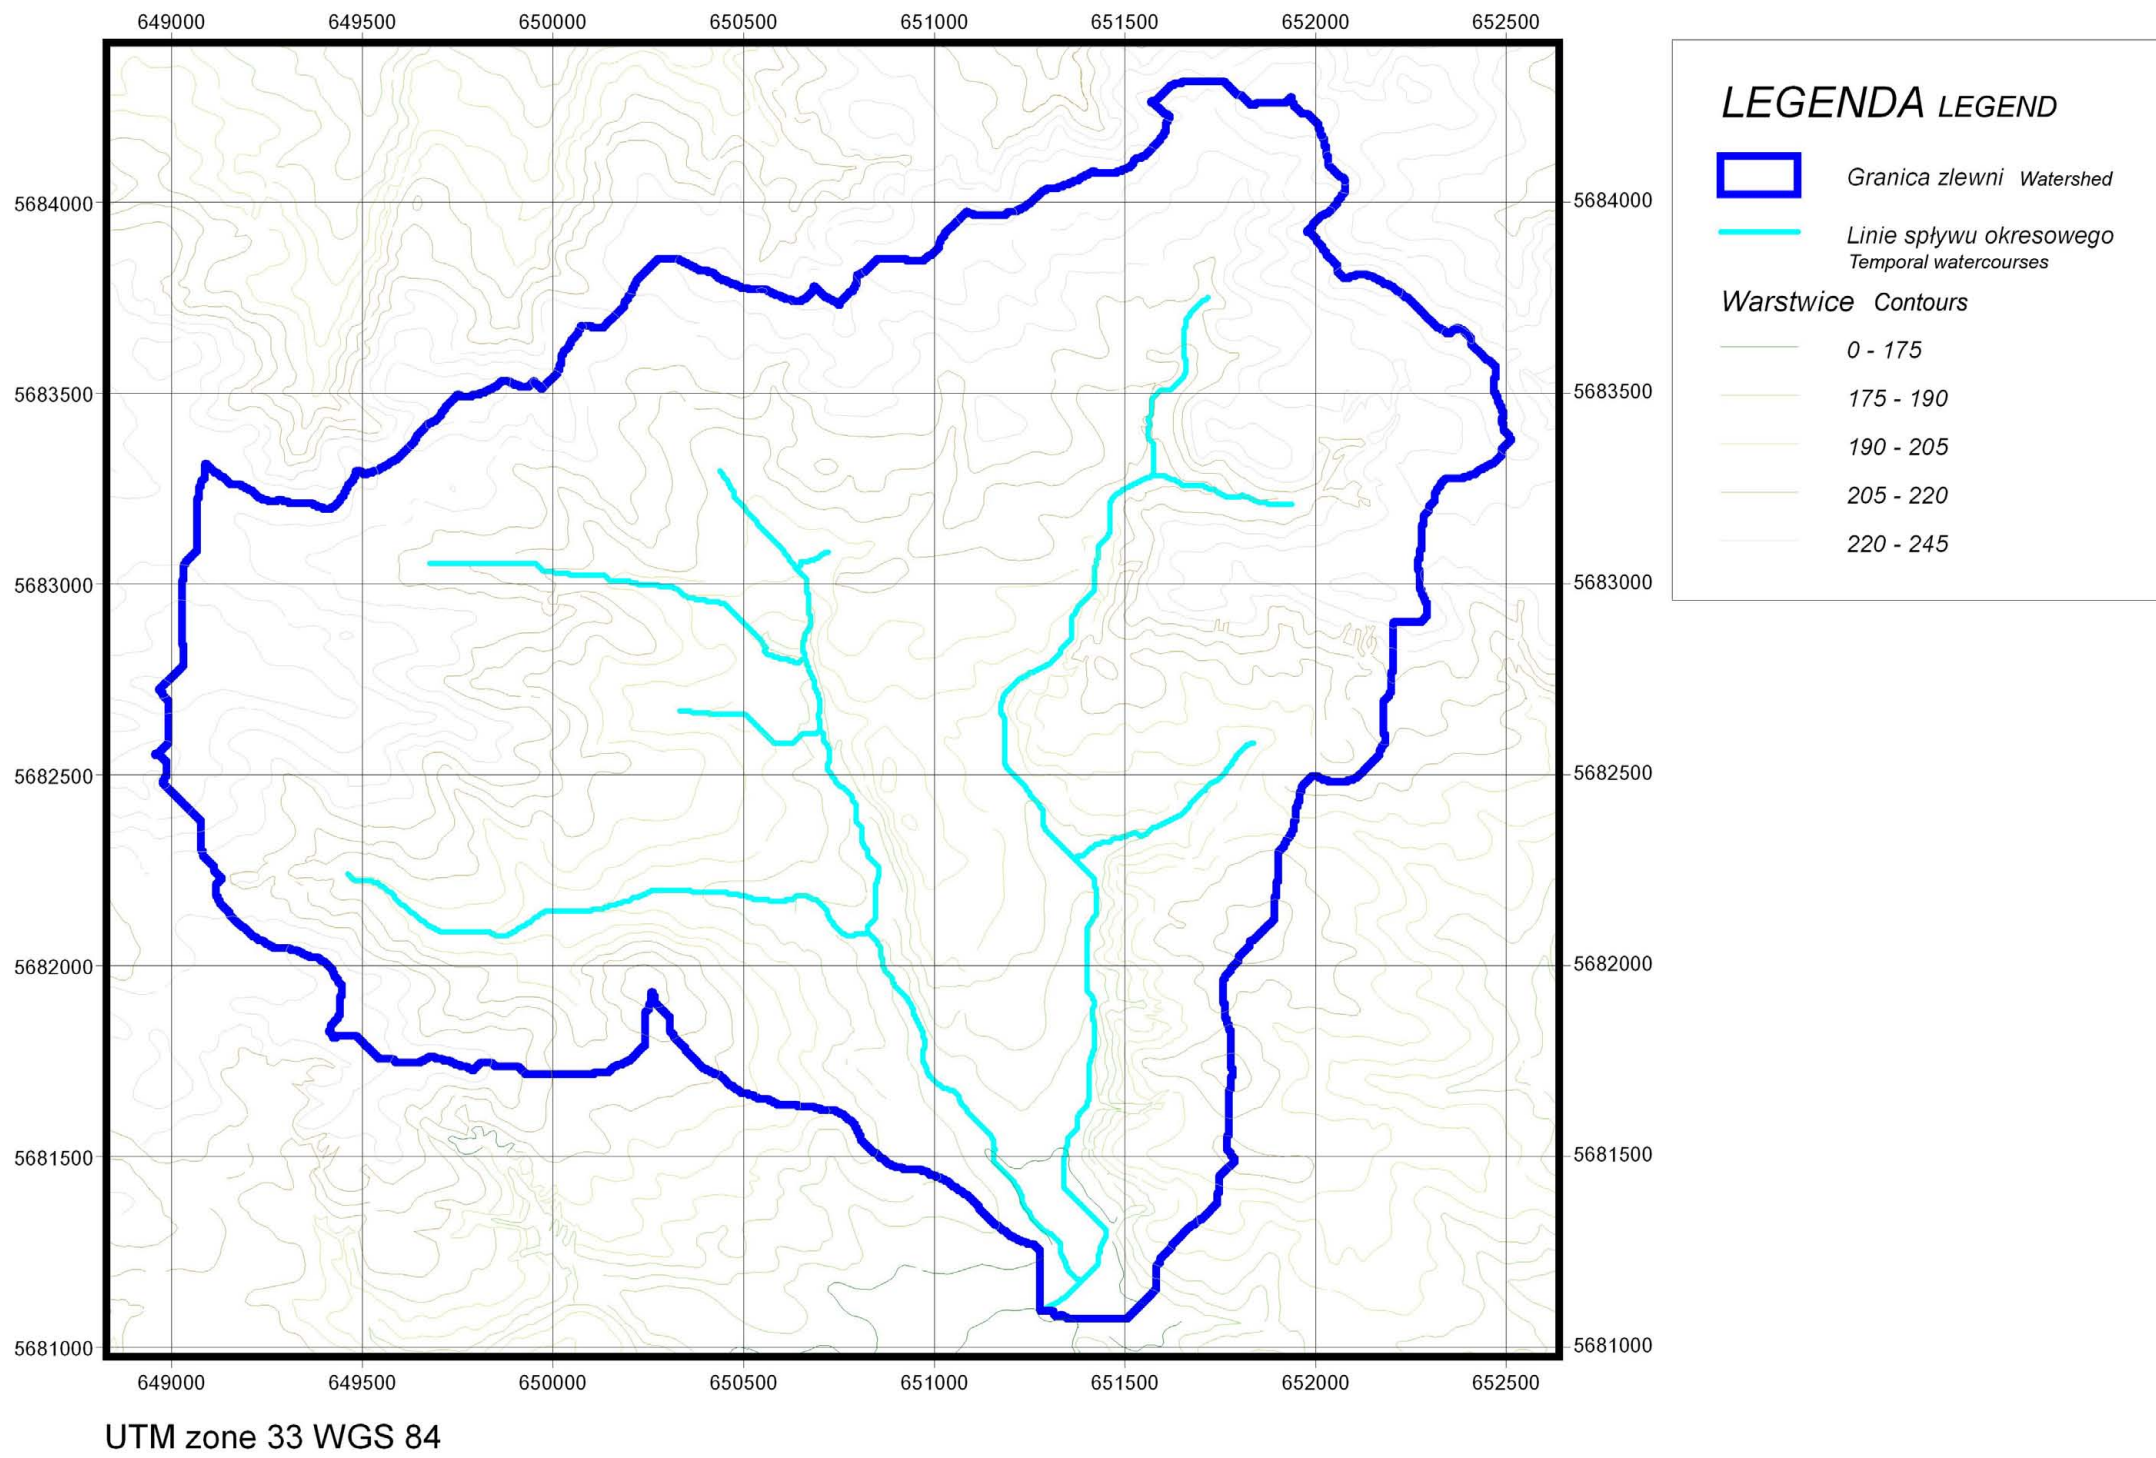 649000 649500 650000 650500 651000 651500 652000 652500
5684000 5684000
5683500 5683500
5683000 5683000
5682500 5682500
5682000 5682000
5681500 5681500
5681000 5681000
649000 649500 650000 650500 651000 651500 652000 652500
UTM zone 33 WGS 84
LEGENDA LEGEND
Granica zlewni Watershed
Linie spływu okresowego
Temporal watercourses
Warstwice Contours
0 - 175
175 - 190
190 - 205
205 - 220
220 - 245